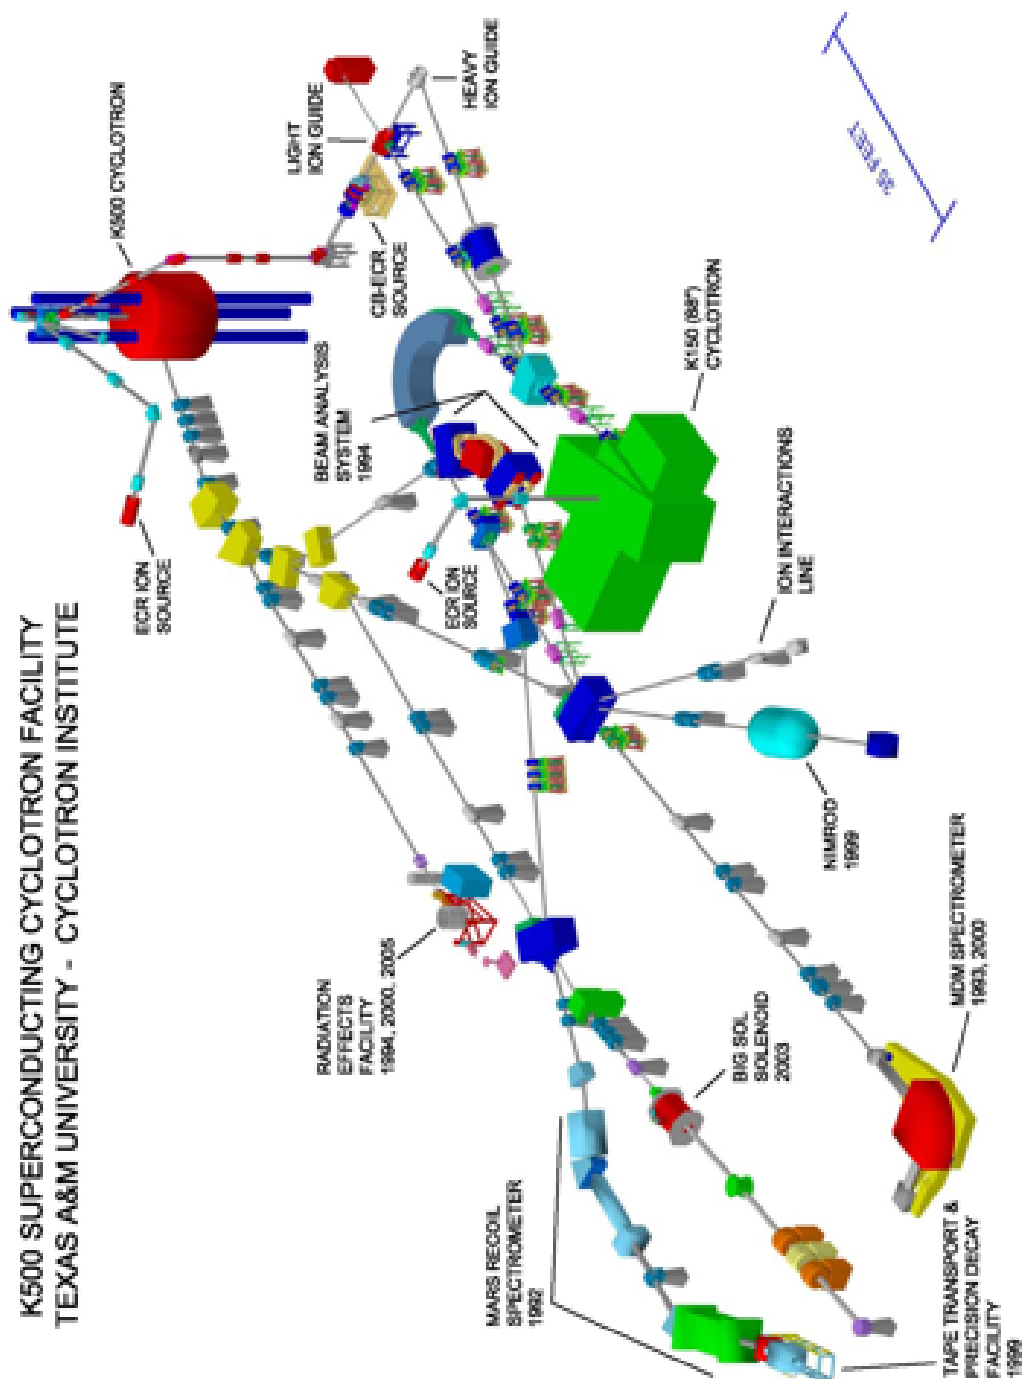 K500 SUPERCONDUCTING CYCLOTRON FACILITY
TEXAS A&M UNIVERSITY - CYCLOTRON INSTITUTE
ECR ION
SOURCE
K500 CYCLOTRON
LIGHT
ION GUIDE
HEAVY
ION GUIDE
CB-ECR
SOURCE
BEAM ANALYSIS
SYSTEM
1994
ECR ION
SOURCE
K150 (88")
CYCLOTRON
ION INTERACTIONS
LINE
NIMROD
1999
RADIATION
EFFECTS
FACILITY
1994, 2000, 2005
MARS RECOIL
SPECTROMETER
1992
BIG SOL
SOLENOID
2003
MDM SPECTROMETER
1993, 2000
TAPE TRANSPORT &
PRECISION DECAY
FACILITY
1999